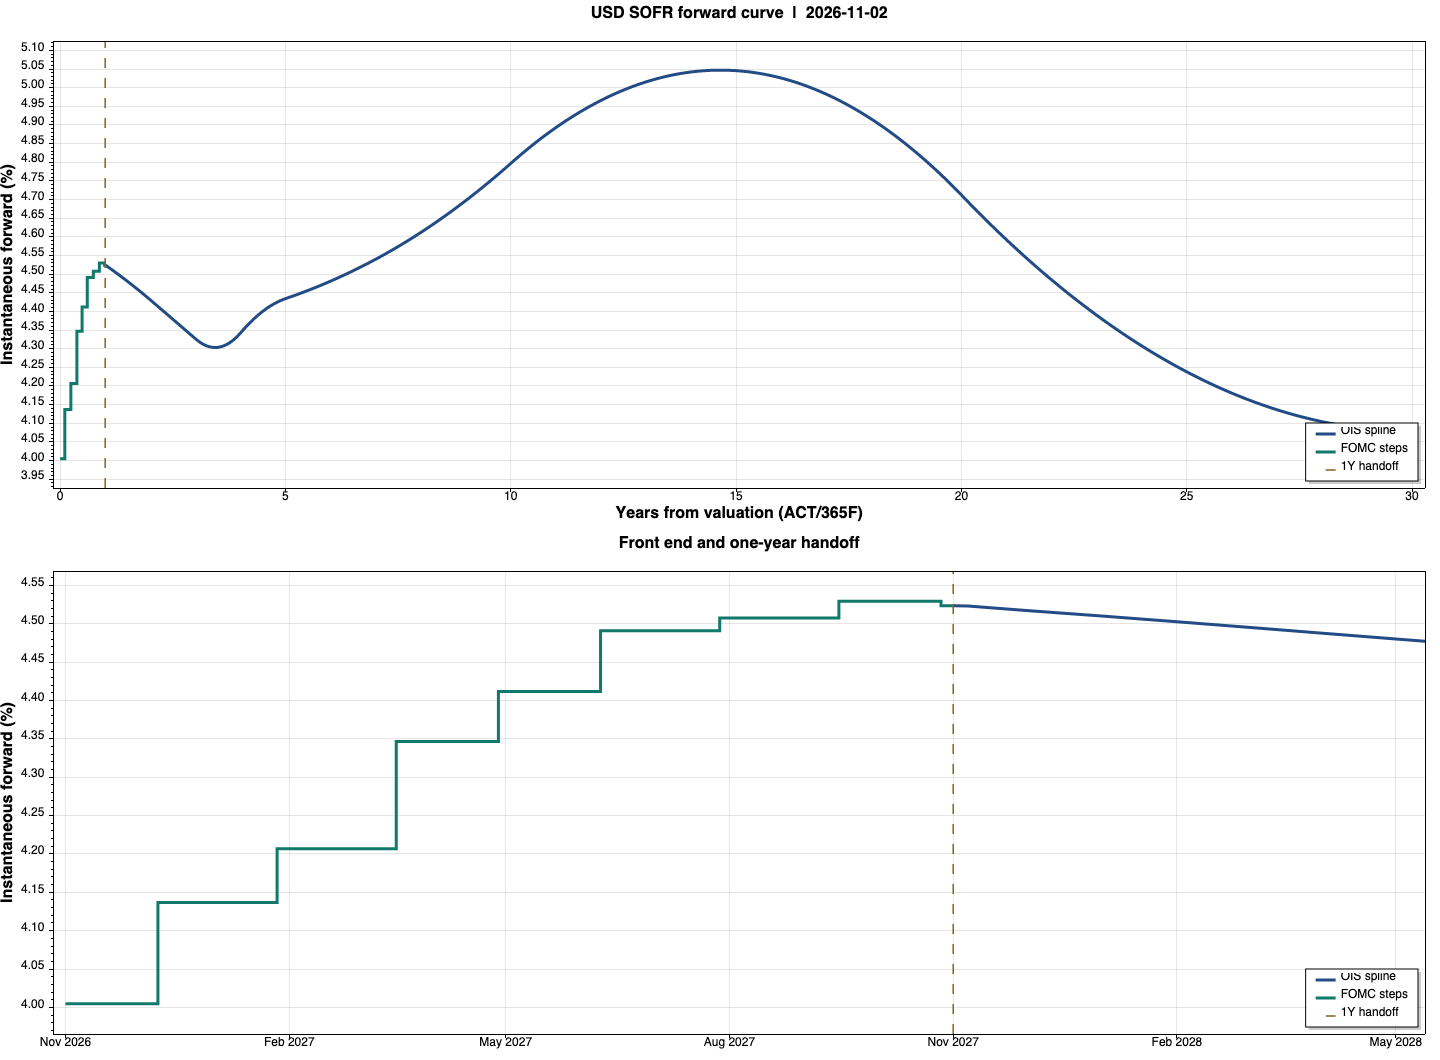 USD SOFR forward curve | 2026-11-02
Instantaneous forward (%)
5.10
5.05
5.00
4.95
4.90
4.85
4.80
4.75
4.70
4.65
4.60
4.55
4.50
4.45
4.40
4.35
4.30
4.25
4.20
4.15
4.10
4.05
4.00
3.95
OIS spline
FOMC steps
1Y handoff
0 5 10 15 20 25 30
Years from valuation (ACT/365F)
Front end and one-year handoff
Instantaneous forward (%)
4.55
4.50
4.45
4.40
4.35
4.30
4.25
4.20
4.15
4.10
4.05
4.00
OIS spline
FOMC steps
1Y handoff
Nov 2026 Feb 2027 May 2027 Aug 2027 Nov 2027 Feb 2028 May 2028